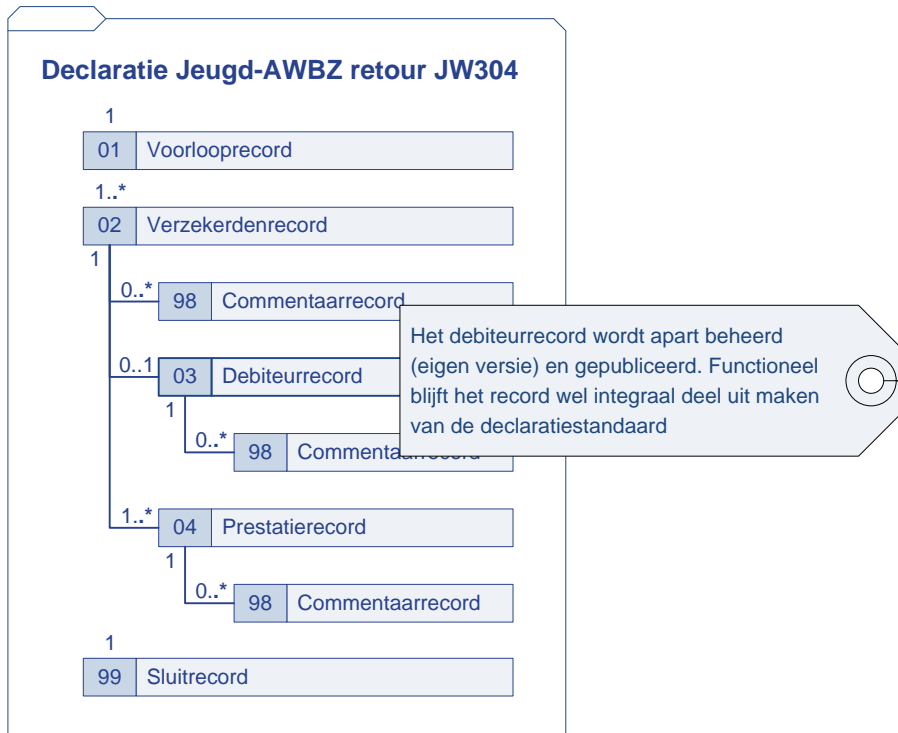 Declaratie Jeugd-AWBZ retour JW304
1
01 Voorlooprecord
1..*
02 Verzekerdenrecord
1
0..* 98 Commentaarrecord
Het debiteurrecord wordt apart beheerd
(eigen versie) en gepubliceerd. Functioneel
blijft het record wel integraal deel uit maken
van de declaratiestandaard
0..1 03 Debiteurrecord
1
0..* 98 Commentaarrecord
1..* 04 Prestatierecord
1
0..* 98 Commentaarrecord
1
99 Sluitrecord